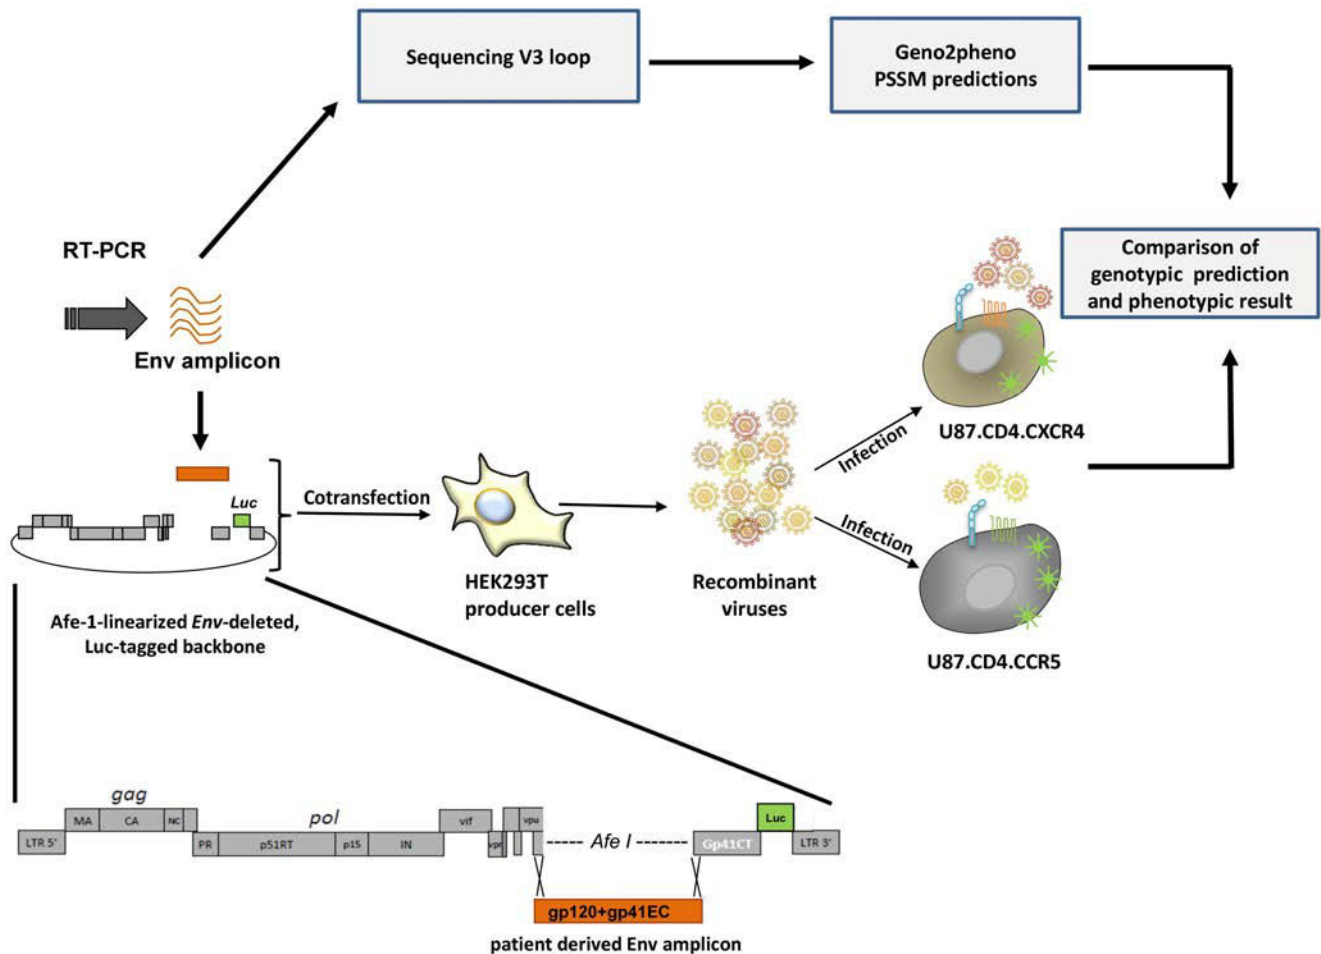 Sequencing V3 loop
Geno2pheno
PSSM predictions
RT-PCR
Env amplicon
Comparison of
genotypic prediction
and phenotypic result
Luc
Cotransfection
HEK293T
producer cells
Recombinant
viruses
Infection
Infection
U87.CD4.CXCR4
U87.CD4.CCR5
Afe-1-linearized Env-deleted,
Luc-tagged backbone
gag
pol
MA CA NC vif vpu Luc
LTR 5' PR p51RT p15 IN vpr ----- Afe I ------- Gp41CT LTR 3'
gp120+gp41EC
patient derived Env amplicon